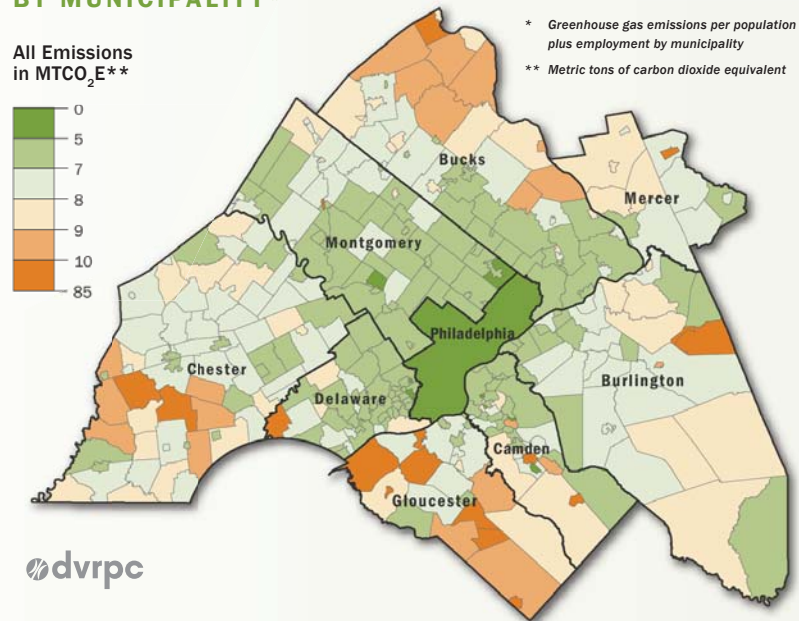 BY MUNICIPALITY
* Greenhouse gas emissions per population
plus employment by municipality
** Metric tons of carbon dioxide equivalent
All Emissions
in MTCO₂E**
0
5
7
8
9
10
85
Bucks
Mercer
Montgomery
Philadelphia
Chester
Burlington
Delaware
Camden
Gloucester
dvrpc